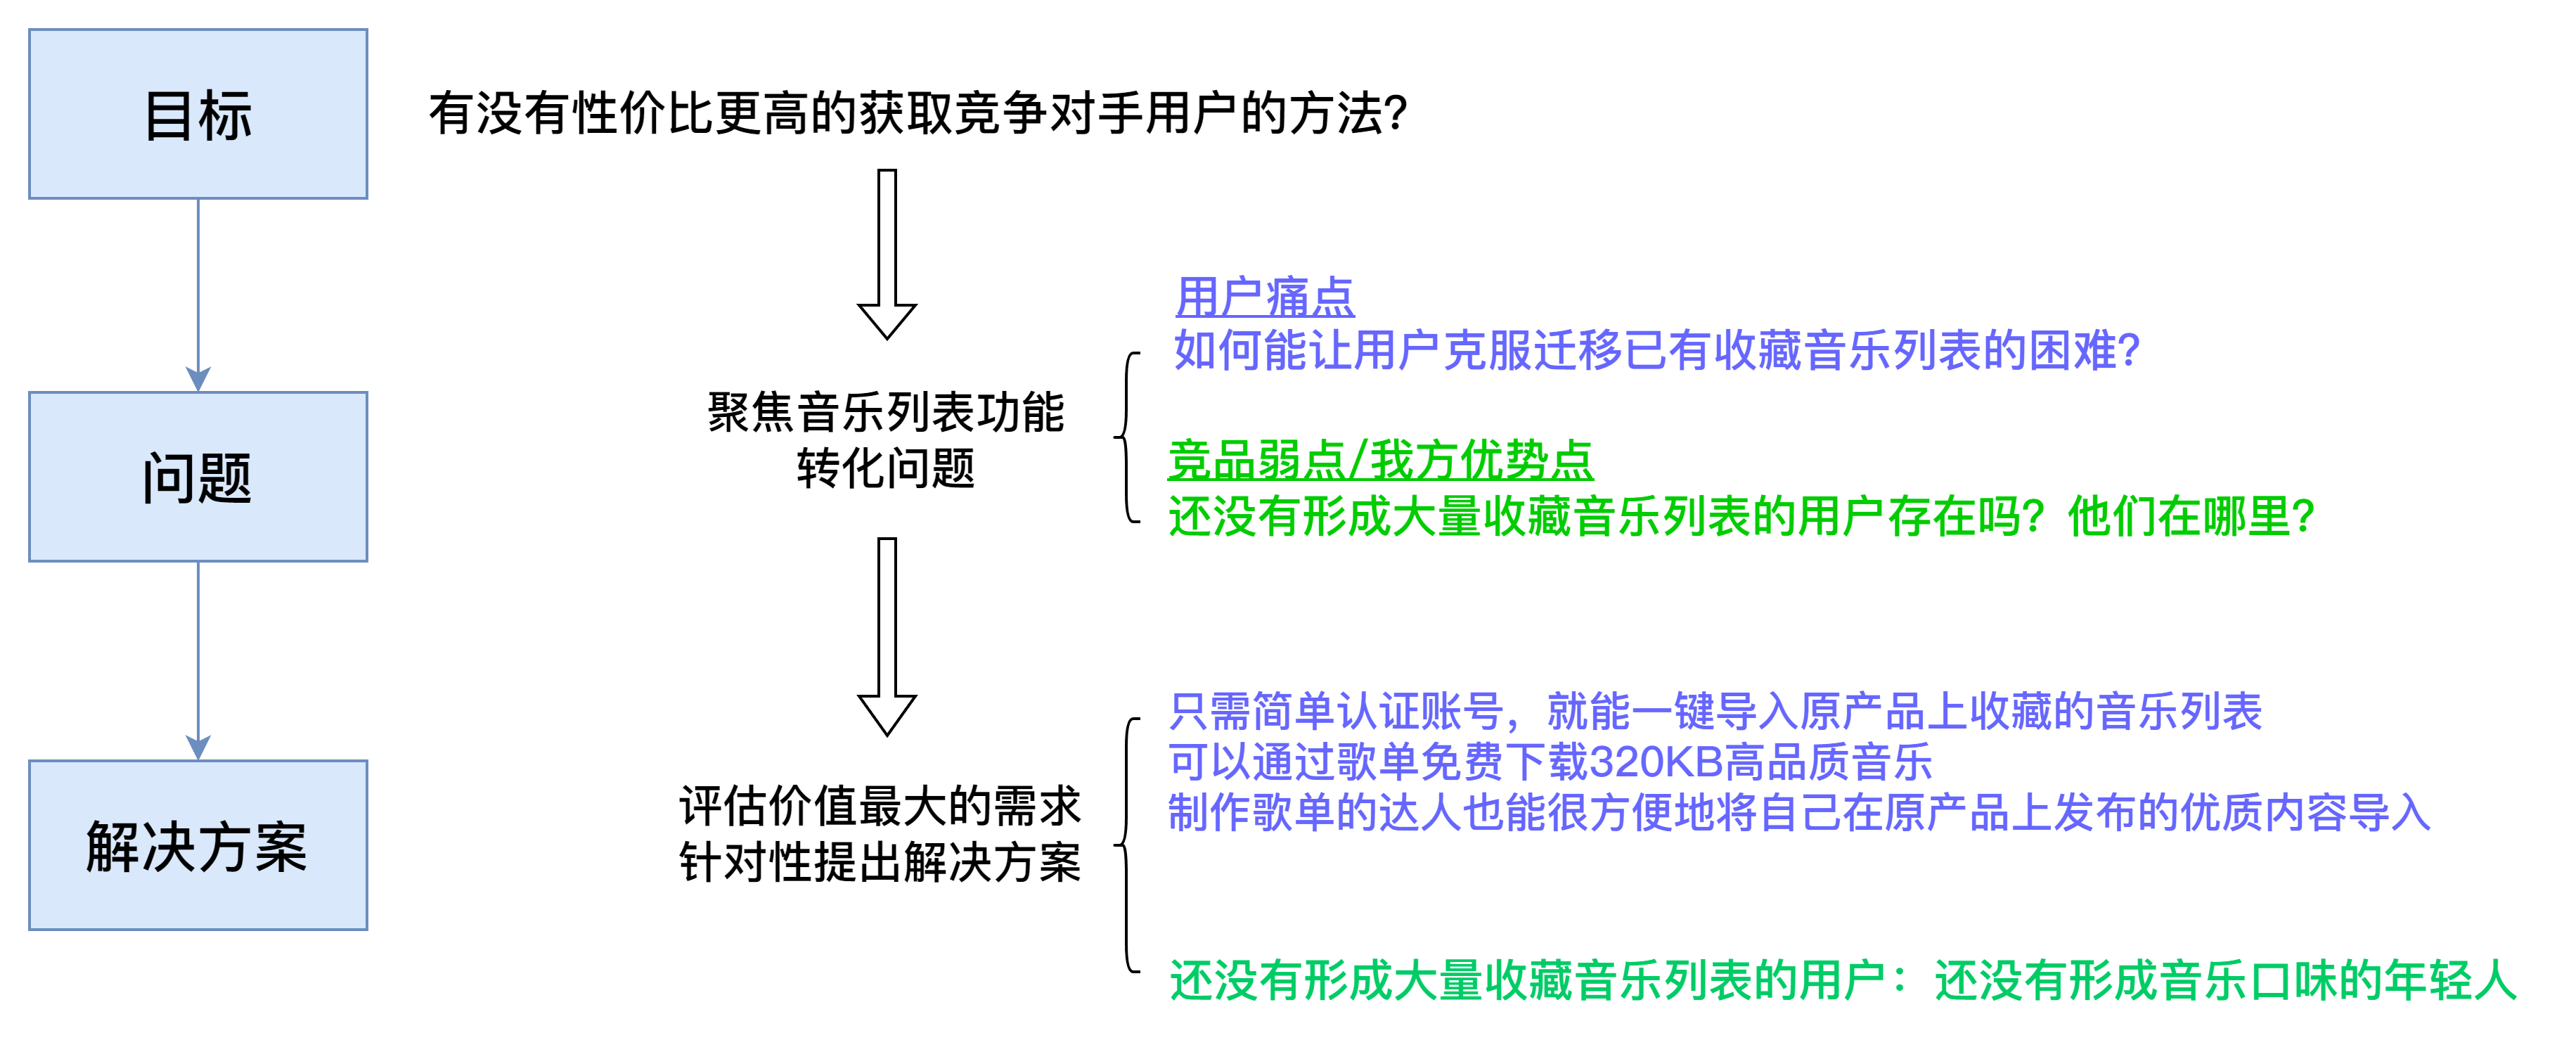 目标
有没有性价比更高的获取竞争对手用户的方法?
用户痛点
如何能让用户克服迁移已有收藏音乐列表的困难?
问题
聚焦音乐列表功能
转化问题
竞品弱点/我方优势点
还没有形成大量收藏音乐列表的用户存在吗? 他们在哪里?
解决方案
评估价值最大的需求
针对性提出解决方案
只需简单认证账号，就能一键导入原产品上收藏的音乐列表
可以通过歌单免费下载320KB高品质音乐
制作歌单的达人也能很方便地将自己在原产品上发布的优质内容导入
还没有形成大量收藏音乐列表的用户：还没有形成音乐口味的年轻人